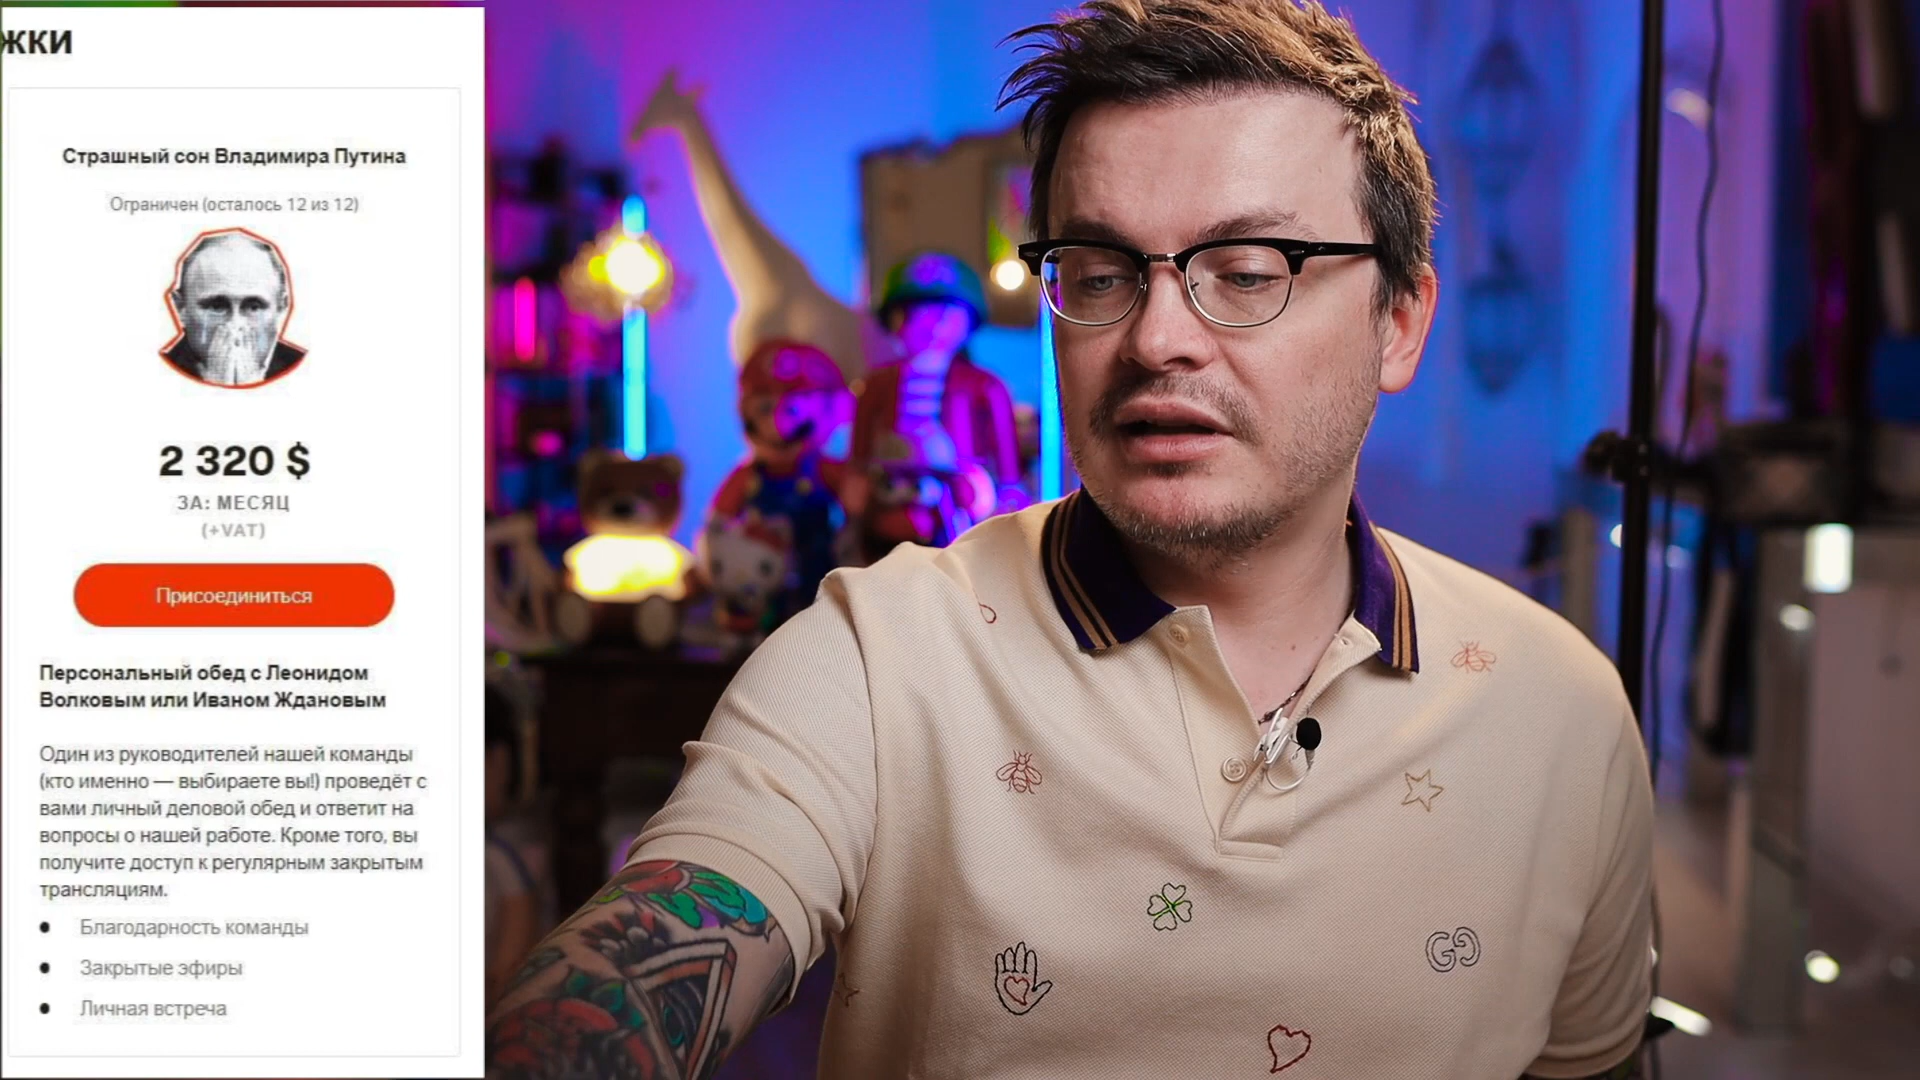 жки
Страшный сон Владимира Путина
Ограничен (осталось 12 из 12)
2 320 $
ЗА: МЕСЯЦ
(+VAT)
Присоединиться
Персональный обед с Леонидом
Волковым или Иваном Ждановым
Один из руководителей нашей команды
(кто именно — выбираете вы!) проведёт с
вами личный деловой обед и ответит на
вопросы о нашей работе. Кроме того, вы
получите доступ к регулярным закрытым
трансляциям.
Благодарность команды
Закрытые эфиры
Личная встреча